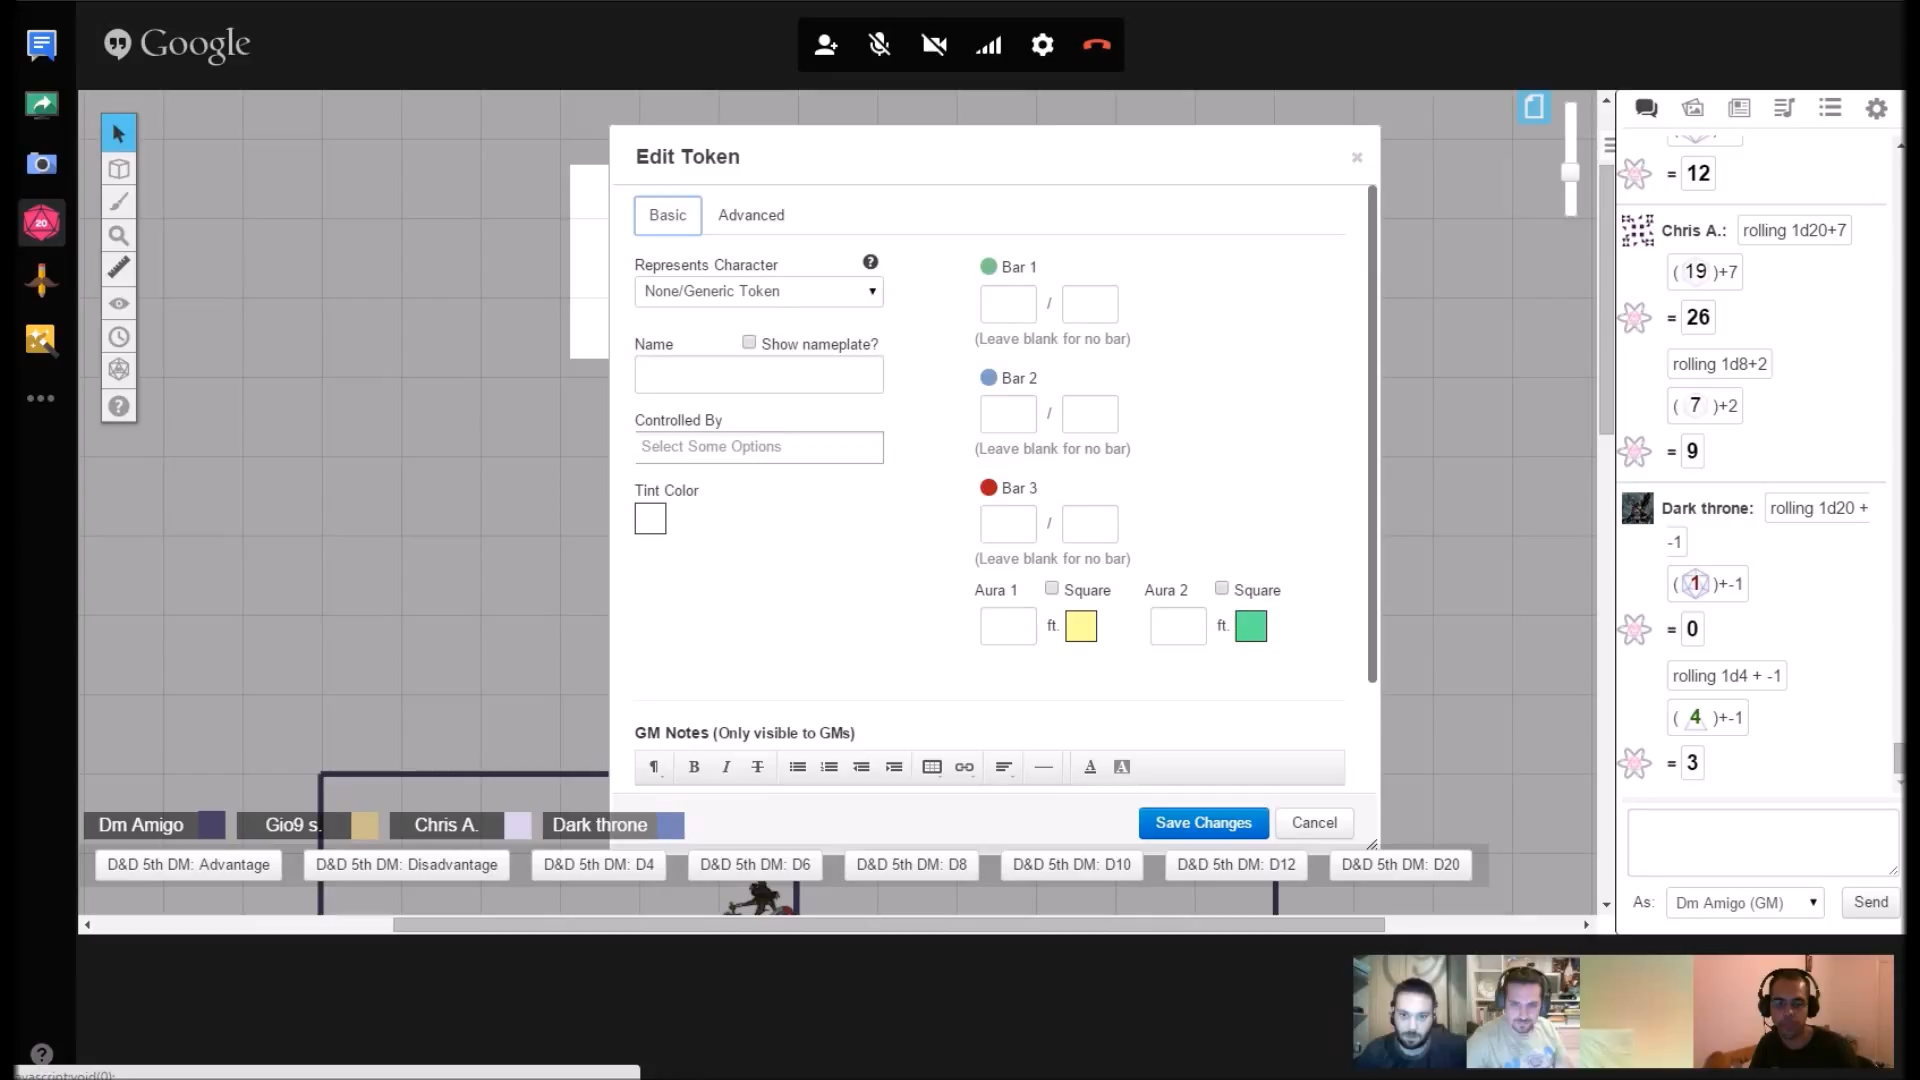 Google
Edit Token
×
Basic
Advanced
Represents Character
None/Generic Token
Name
Show nameplate?
Controlled By
Select Some Options
Tint Color
Bar 1
/
(Leave blank for no bar)
Bar 2
/
(Leave blank for no bar)
Bar 3
/
(Leave blank for no bar)
Aura 1
Square
Aura 2
Square
ft.
ft.
GM Notes (Only visible to GMs)
Save Changes
Cancel
Dm Amigo
Gio9 s.
Chris A.
Dark throne
D&D 5th DM: Advantage
D&D 5th DM: Disadvantage
D&D 5th DM: D4
D&D 5th DM: D6
D&D 5th DM: D8
D&D 5th DM: D10
D&D 5th DM: D12
D&D 5th DM: D20
= 12
Chris A.: rolling 1d20+7
(19)+7
= 26
rolling 1d8+2
(7)+2
= 9
Dark throne: rolling 1d20 +
-1
(1)+-1
= 0
rolling 1d4 + -1
(4)+-1
= 3
As: Dm Amigo (GM)
Send
20